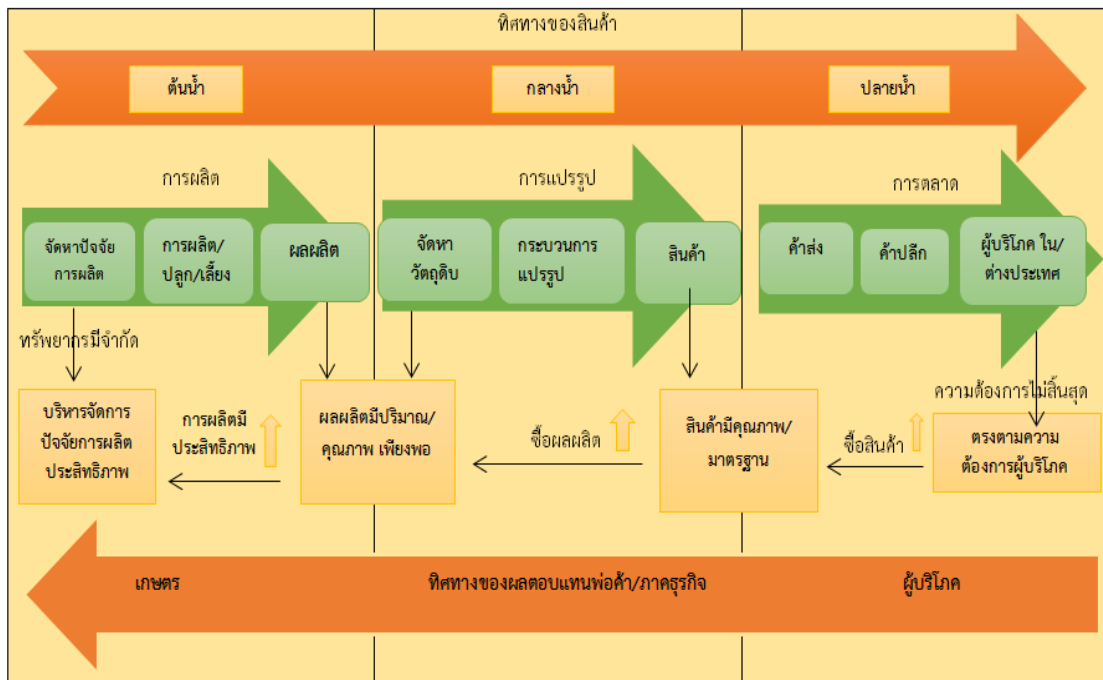 ทิศทางของสินค้า
ต้นน้ำ
กลางน้ำ
ปลายน้ำ
การผลิต
การแปรรูป
การตลาด
จัดหาปัจจัย
การผลิต
การผลิต/
ปลูก/เลี้ยง
ผลผลิต
จัดหา
วัตถุดิบ
กระบวนการ
แปรรูป
สินค้า
ค้าส่ง
ค้าปลีก
ผู้บริโภค ใน/
ต่างประเทศ
ทรัพยากรมีจำกัด
ความต้องการไม่สิ้นสุด
บริหารจัดการ
ปัจจัยการผลิต
ประสิทธิภาพ
การผลิตมี
ประสิทธิภาพ
ผลผลิตมีปริมาณ/
คุณภาพ เพียงพอ
ซื้อผลผลิต
สินค้ามีคุณภาพ/
มาตรฐาน
ซื้อสินค้า
ตรงตามความ
ต้องการผู้บริโภค
เกษตร
ทิศทางของผลตอบแทนพ่อค้า/ภาคธุรกิจ
ผู้บริโภค